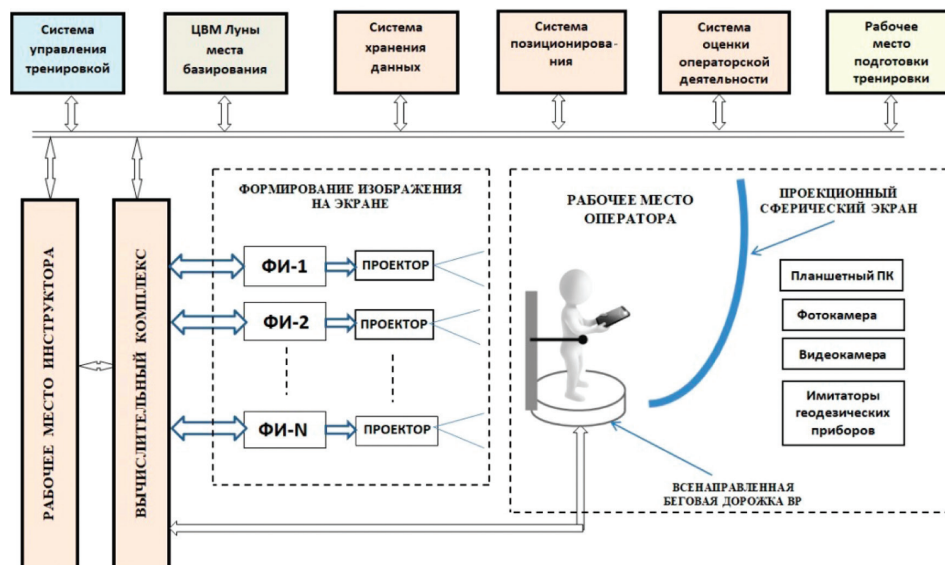 Система
управления
тренировкой
ЦВМ Луны
места
базирования
Система
хранения
данных
Система
позиционирова-
ния
Система
оценки
операторской
деятельности
Рабочее
место
подготовки
тренировки
РАБОЧЕЕ МЕСТО ИНСТРУКТОРА
ВЫЧИСЛИТЕЛЬНЫЙ КОМПЛЕКС
ФОРМИРОВАНИЕ ИЗОБРАЖЕНИЯ
НА ЭКРАНЕ
ФИ-1
ПРОЕКТОР
ФИ-2
ПРОЕКТОР
ФИ-N
ПРОЕКТОР
РАБОЧЕЕ МЕСТО
ОПЕРАТОРА
ПРОЕКЦИОННЫЙ
СФЕРИЧЕСКИЙ ЭКРАН
Планшетный ПК
Фотокамера
Видеокамера
Имитаторы
геодезических
приборов
ВСЕНАПРАВЛЕННАЯ
БЕГОВАЯ ДОРОЖКА ВР